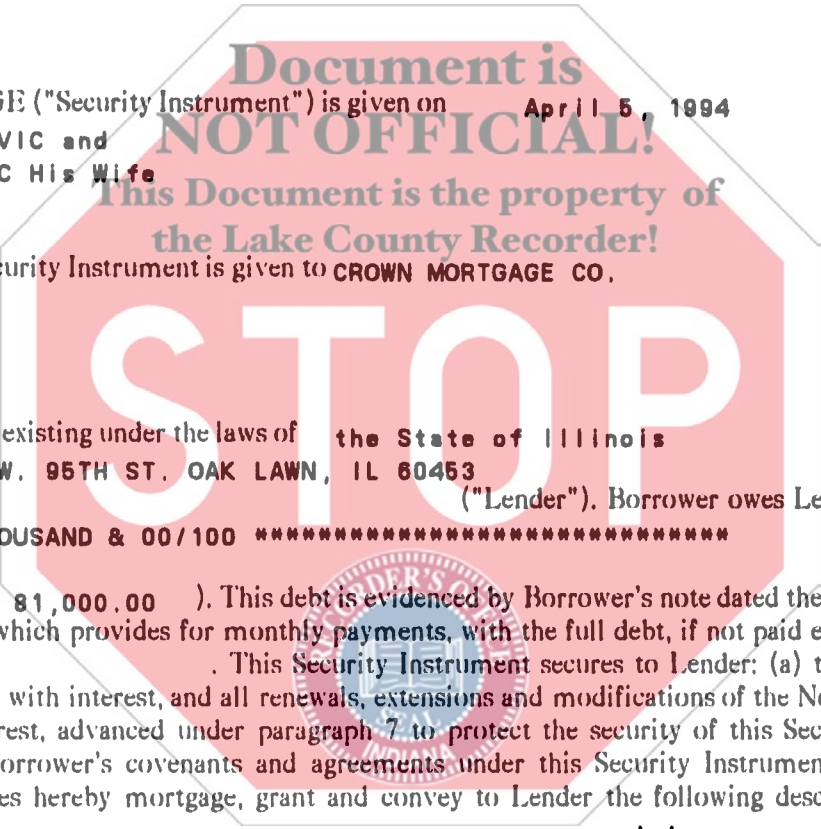 Document is
GE ("Security Instrument") is given on April 5, 1994
VIC and
NOT OFFICIAL!
C His Wife
This Document is the property of
the Lake County Recorder!
curity Instrument is given to CROWN MORTGAGE CO.
STOP
existing under the laws of the State of Illinois
W. 95TH ST. OAK LAWN, IL 60453
("Lender"). Borrower owes Le
OUSAND & 00/100 ******************************
81,000.00 ). This debt is evidenced by Borrower's note dated the
which provides for monthly payments, with the full debt, if not paid e
. This Security Instrument secures to Lender: (a) t
with interest, and all renewals, extensions and modifications of the No
rest, advanced under paragraph 7 to protect the security of this Sec
orrower's covenants and agreements under this Security Instrumen
es hereby mortgage, grant and convey to Lender the following desc
RECORDER'S OFFICE
SEAL
INDIANA